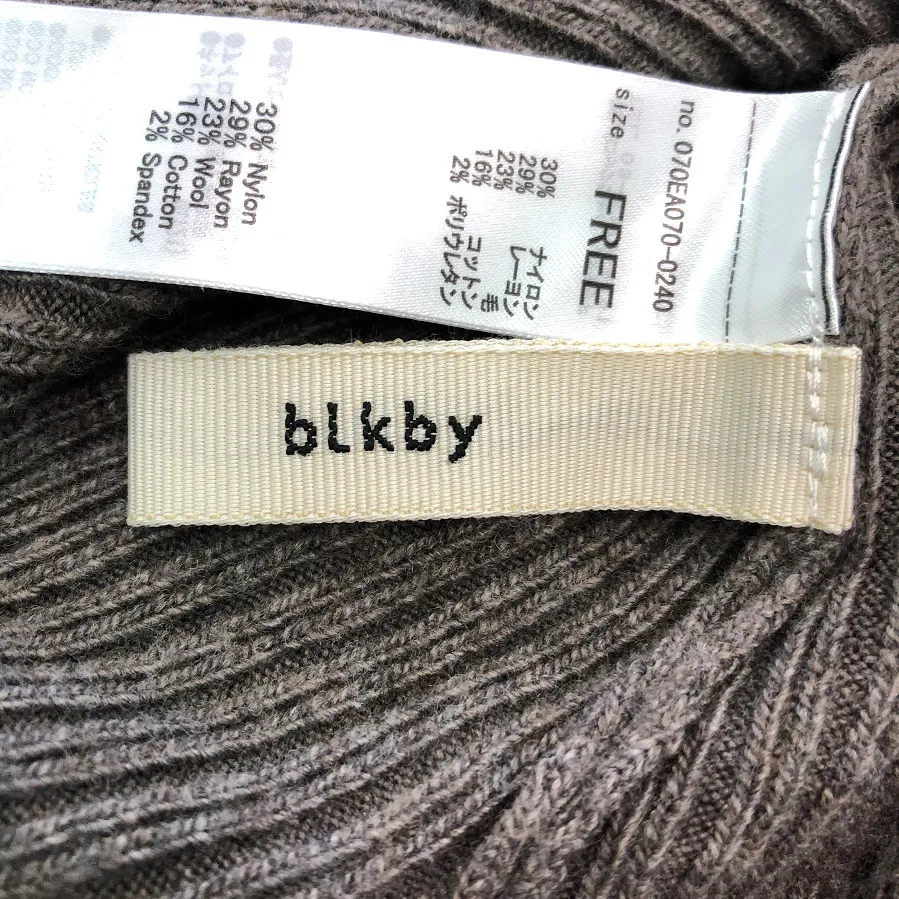 no. 070EA070-0240
size FREE
30% ナイロン
29% レーヨン
23% 毛
16% コットン
2% ポリウレタン
30% Nylon
29% Rayon
23% Wool
16% Cotton
2% Spandex
blkby